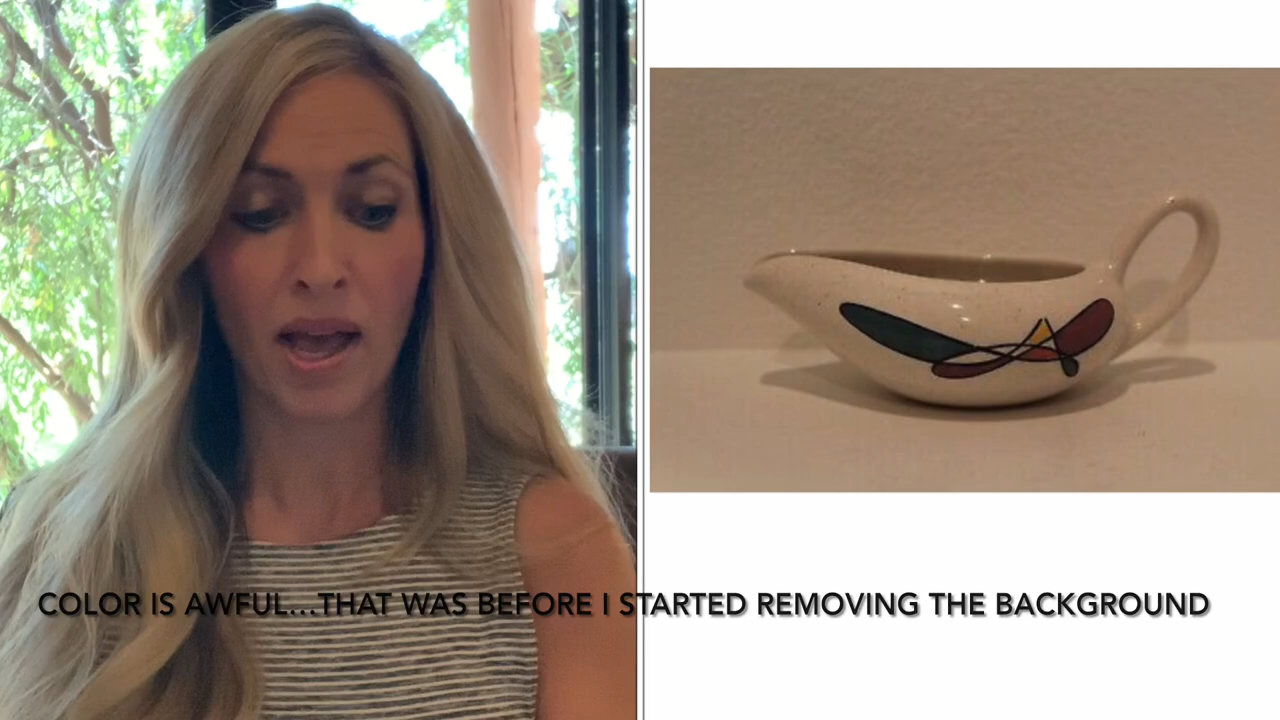 COLOR IS AWFUL...THAT WAS BEFORE I STARTED REMOVING THE BACKGROUND